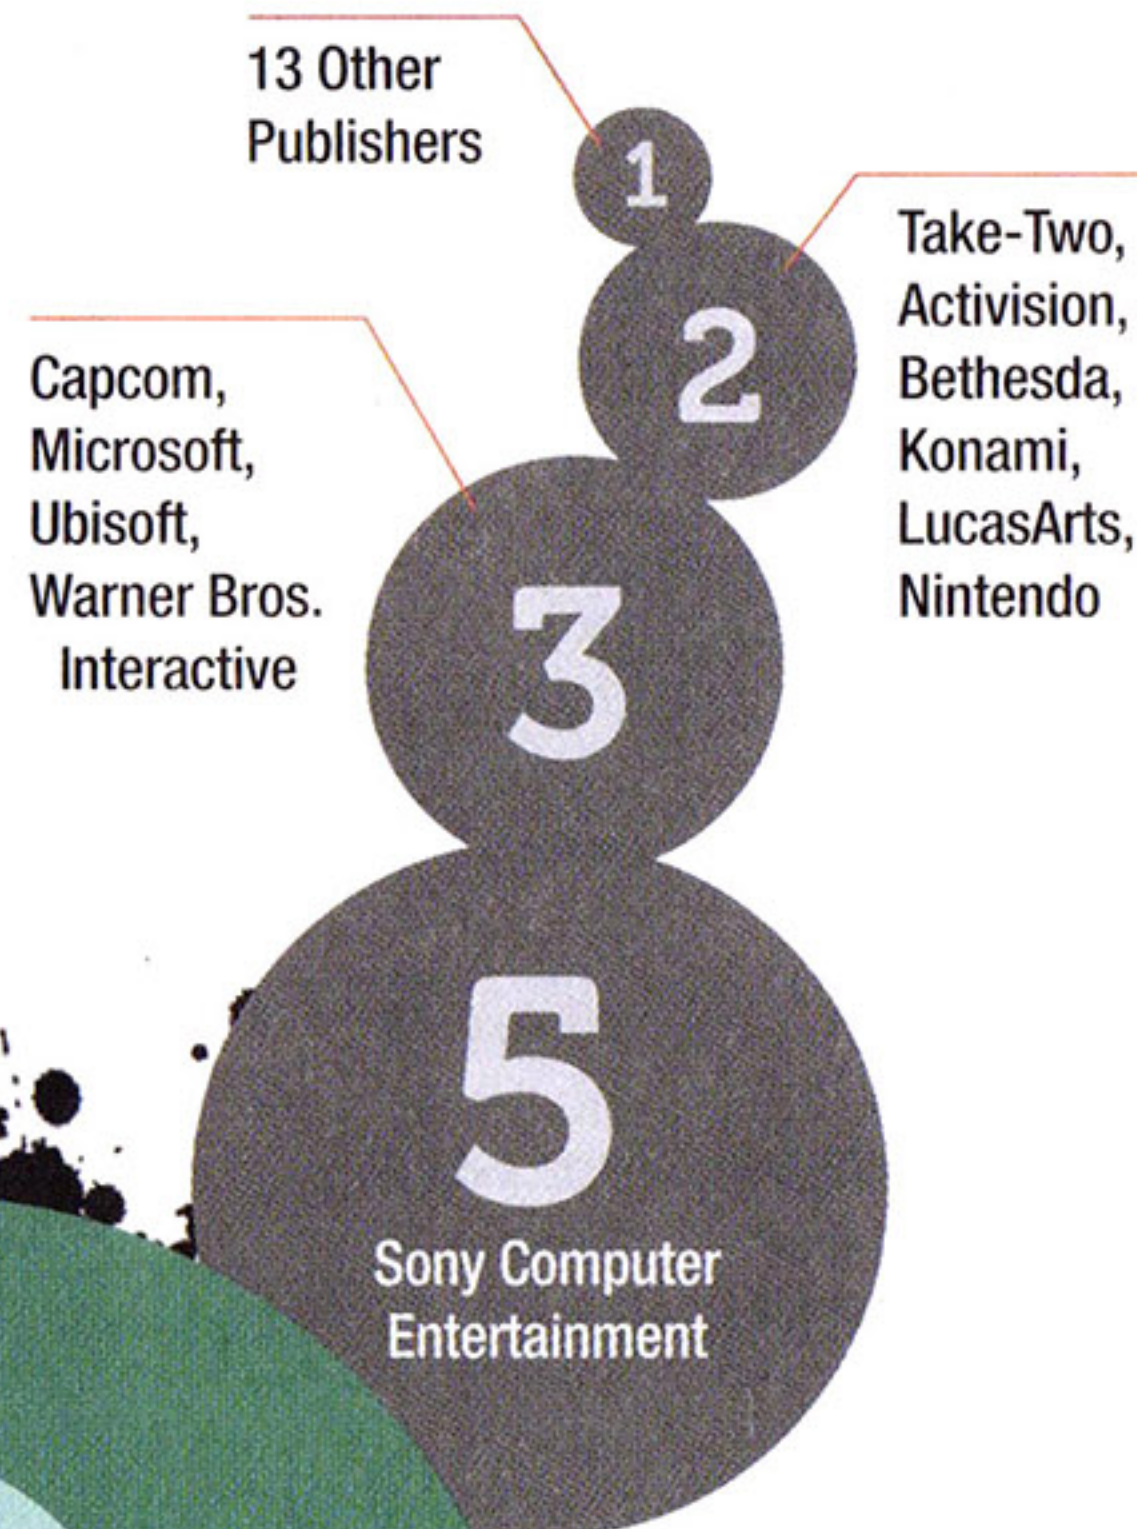 13 Other
Publishers
1
Take-Two,
Activision,
Bethesda,
Konami,
LucasArts,
Nintendo
2
Capcom,
Microsoft,
Ubisoft,
Warner Bros.
Interactive
3
5
Sony Computer
Entertainment